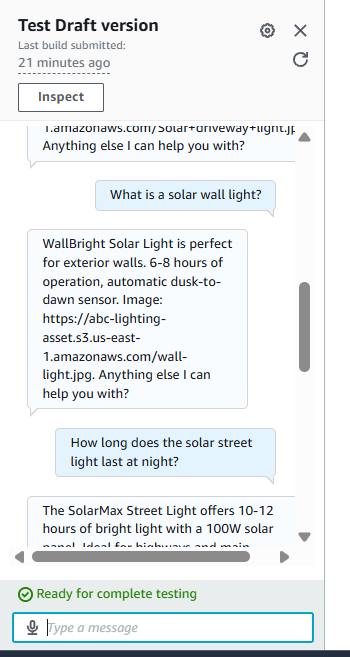 Test Draft version
Last build submitted:
21 minutes ago
Inspect
1.amazonaws.com/Solar+driveway+light.jp
Anything else I can help you with?
What is a solar wall light?
WallBright Solar Light is perfect
for exterior walls. 6-8 hours of
operation, automatic dusk-to-
dawn sensor. Image:
https://abc-lighting-
asset.s3.us-east-
1.amazonaws.com/wall-
light.jpg. Anything else I can
help you with?
How long does the solar street
light last at night?
The SolarMax Street Light offers 10-12
hours of bright light with a 100W solar
panel. Ideal for highways and main
Ready for complete testing
Type a message